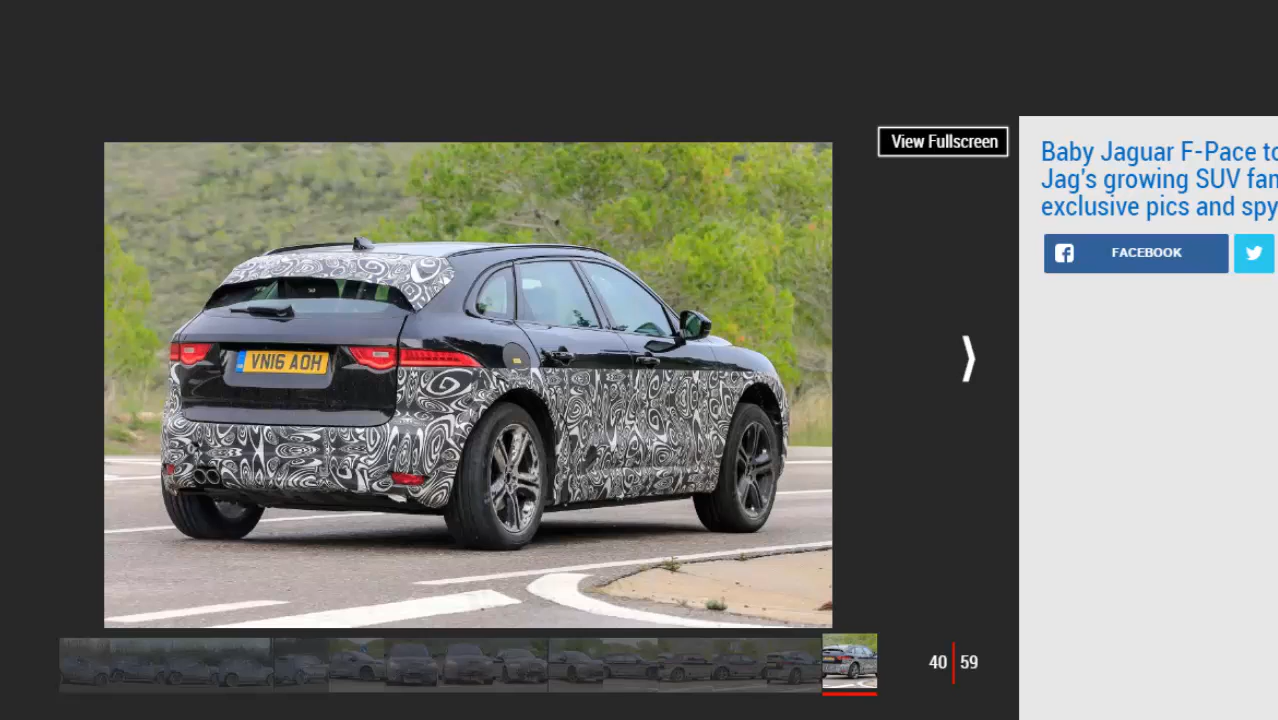 View Fullscreen
Baby Jaguar F-Pace to
Jag's growing SUV fam
exclusive pics and spy
FACEBOOK
VN16 AOH
40 59